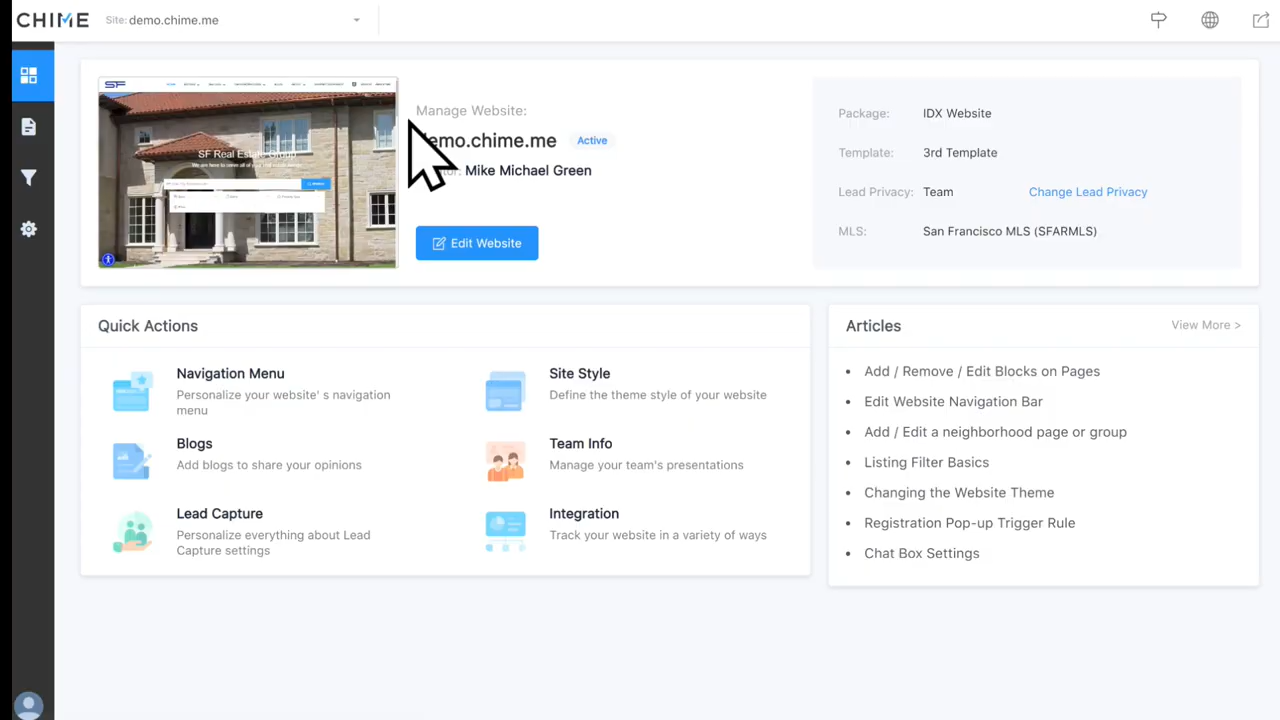 CHIME
Site: demo.chime.me
SF
SF Real Estate Group
Manage Website:
emo.chime.me
Active
Mike Michael Green
Edit Website
Package: IDX Website
Template: 3rd Template
Lead Privacy: Team Change Lead Privacy
MLS: San Francisco MLS (SFARMLS)
Quick Actions
Navigation Menu
Personalize your website' s navigation
menu
Site Style
Define the theme style of your website
Blogs
Add blogs to share your opinions
Team Info
Manage your team's presentations
Lead Capture
Personalize everything about Lead
Capture settings
Integration
Track your website in a variety of ways
Articles
View More >
• Add / Remove / Edit Blocks on Pages
• Edit Website Navigation Bar
• Add / Edit a neighborhood page or group
• Listing Filter Basics
• Changing the Website Theme
• Registration Pop-up Trigger Rule
• Chat Box Settings